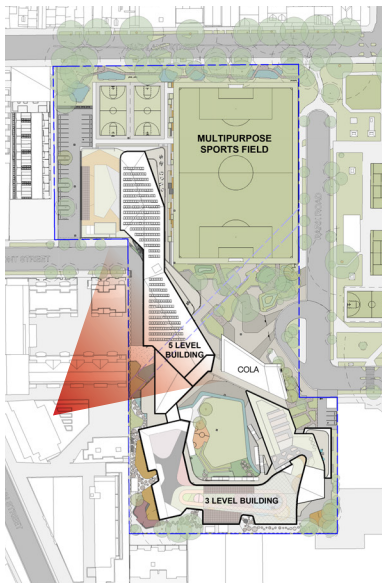 MULTIPURPOSE
SPORTS FIELD
5 LEVEL
BUILDING
COLA
3 LEVEL BUILDING